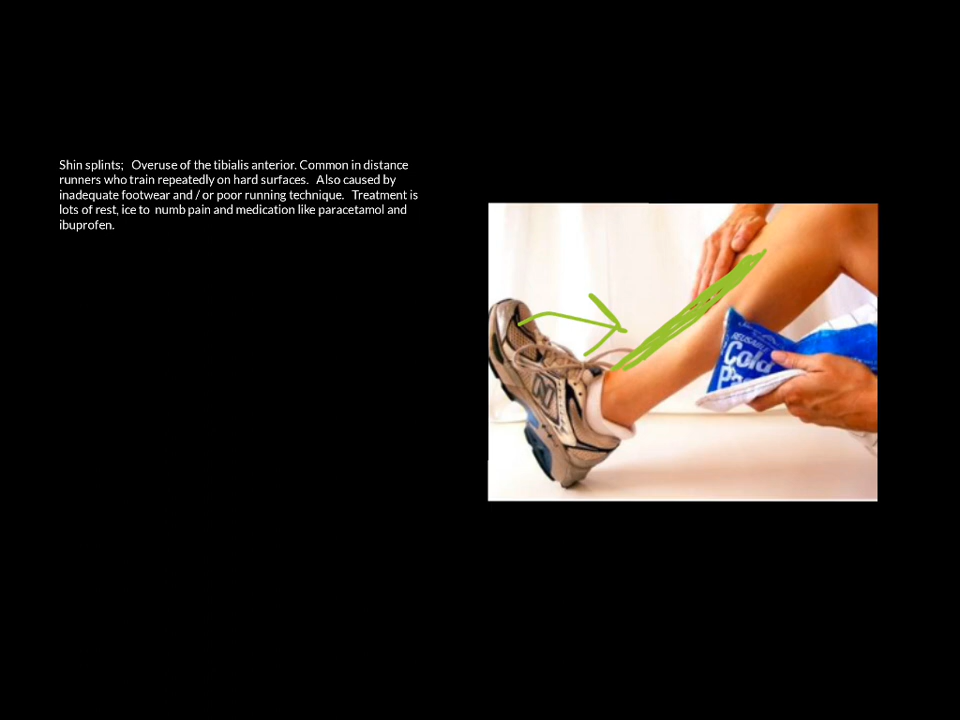 Shin splints;   Overuse of the tibialis anterior. Common in distance
runners who train repeatedly on hard surfaces.   Also caused by
inadequate footwear and / or poor running technique.   Treatment is
lots of rest, ice to  numb pain and medication like paracetamol and
ibuprofen.
REUSABLE
Cold
Pa
N